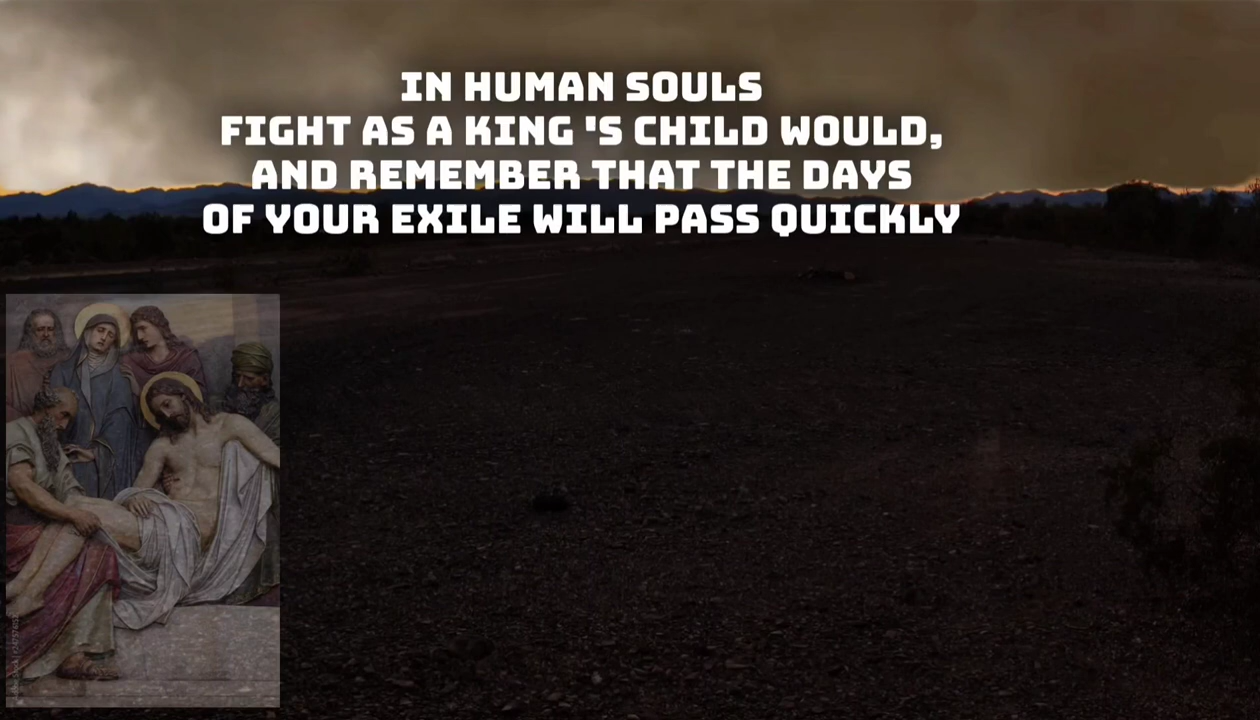 IN HUMAN SOULS
FIGHT AS A KING 'S CHILD WOULD,
AND REMEMBER THAT THE DAYS
OF YOUR EXILE WILL PASS QUICKLY